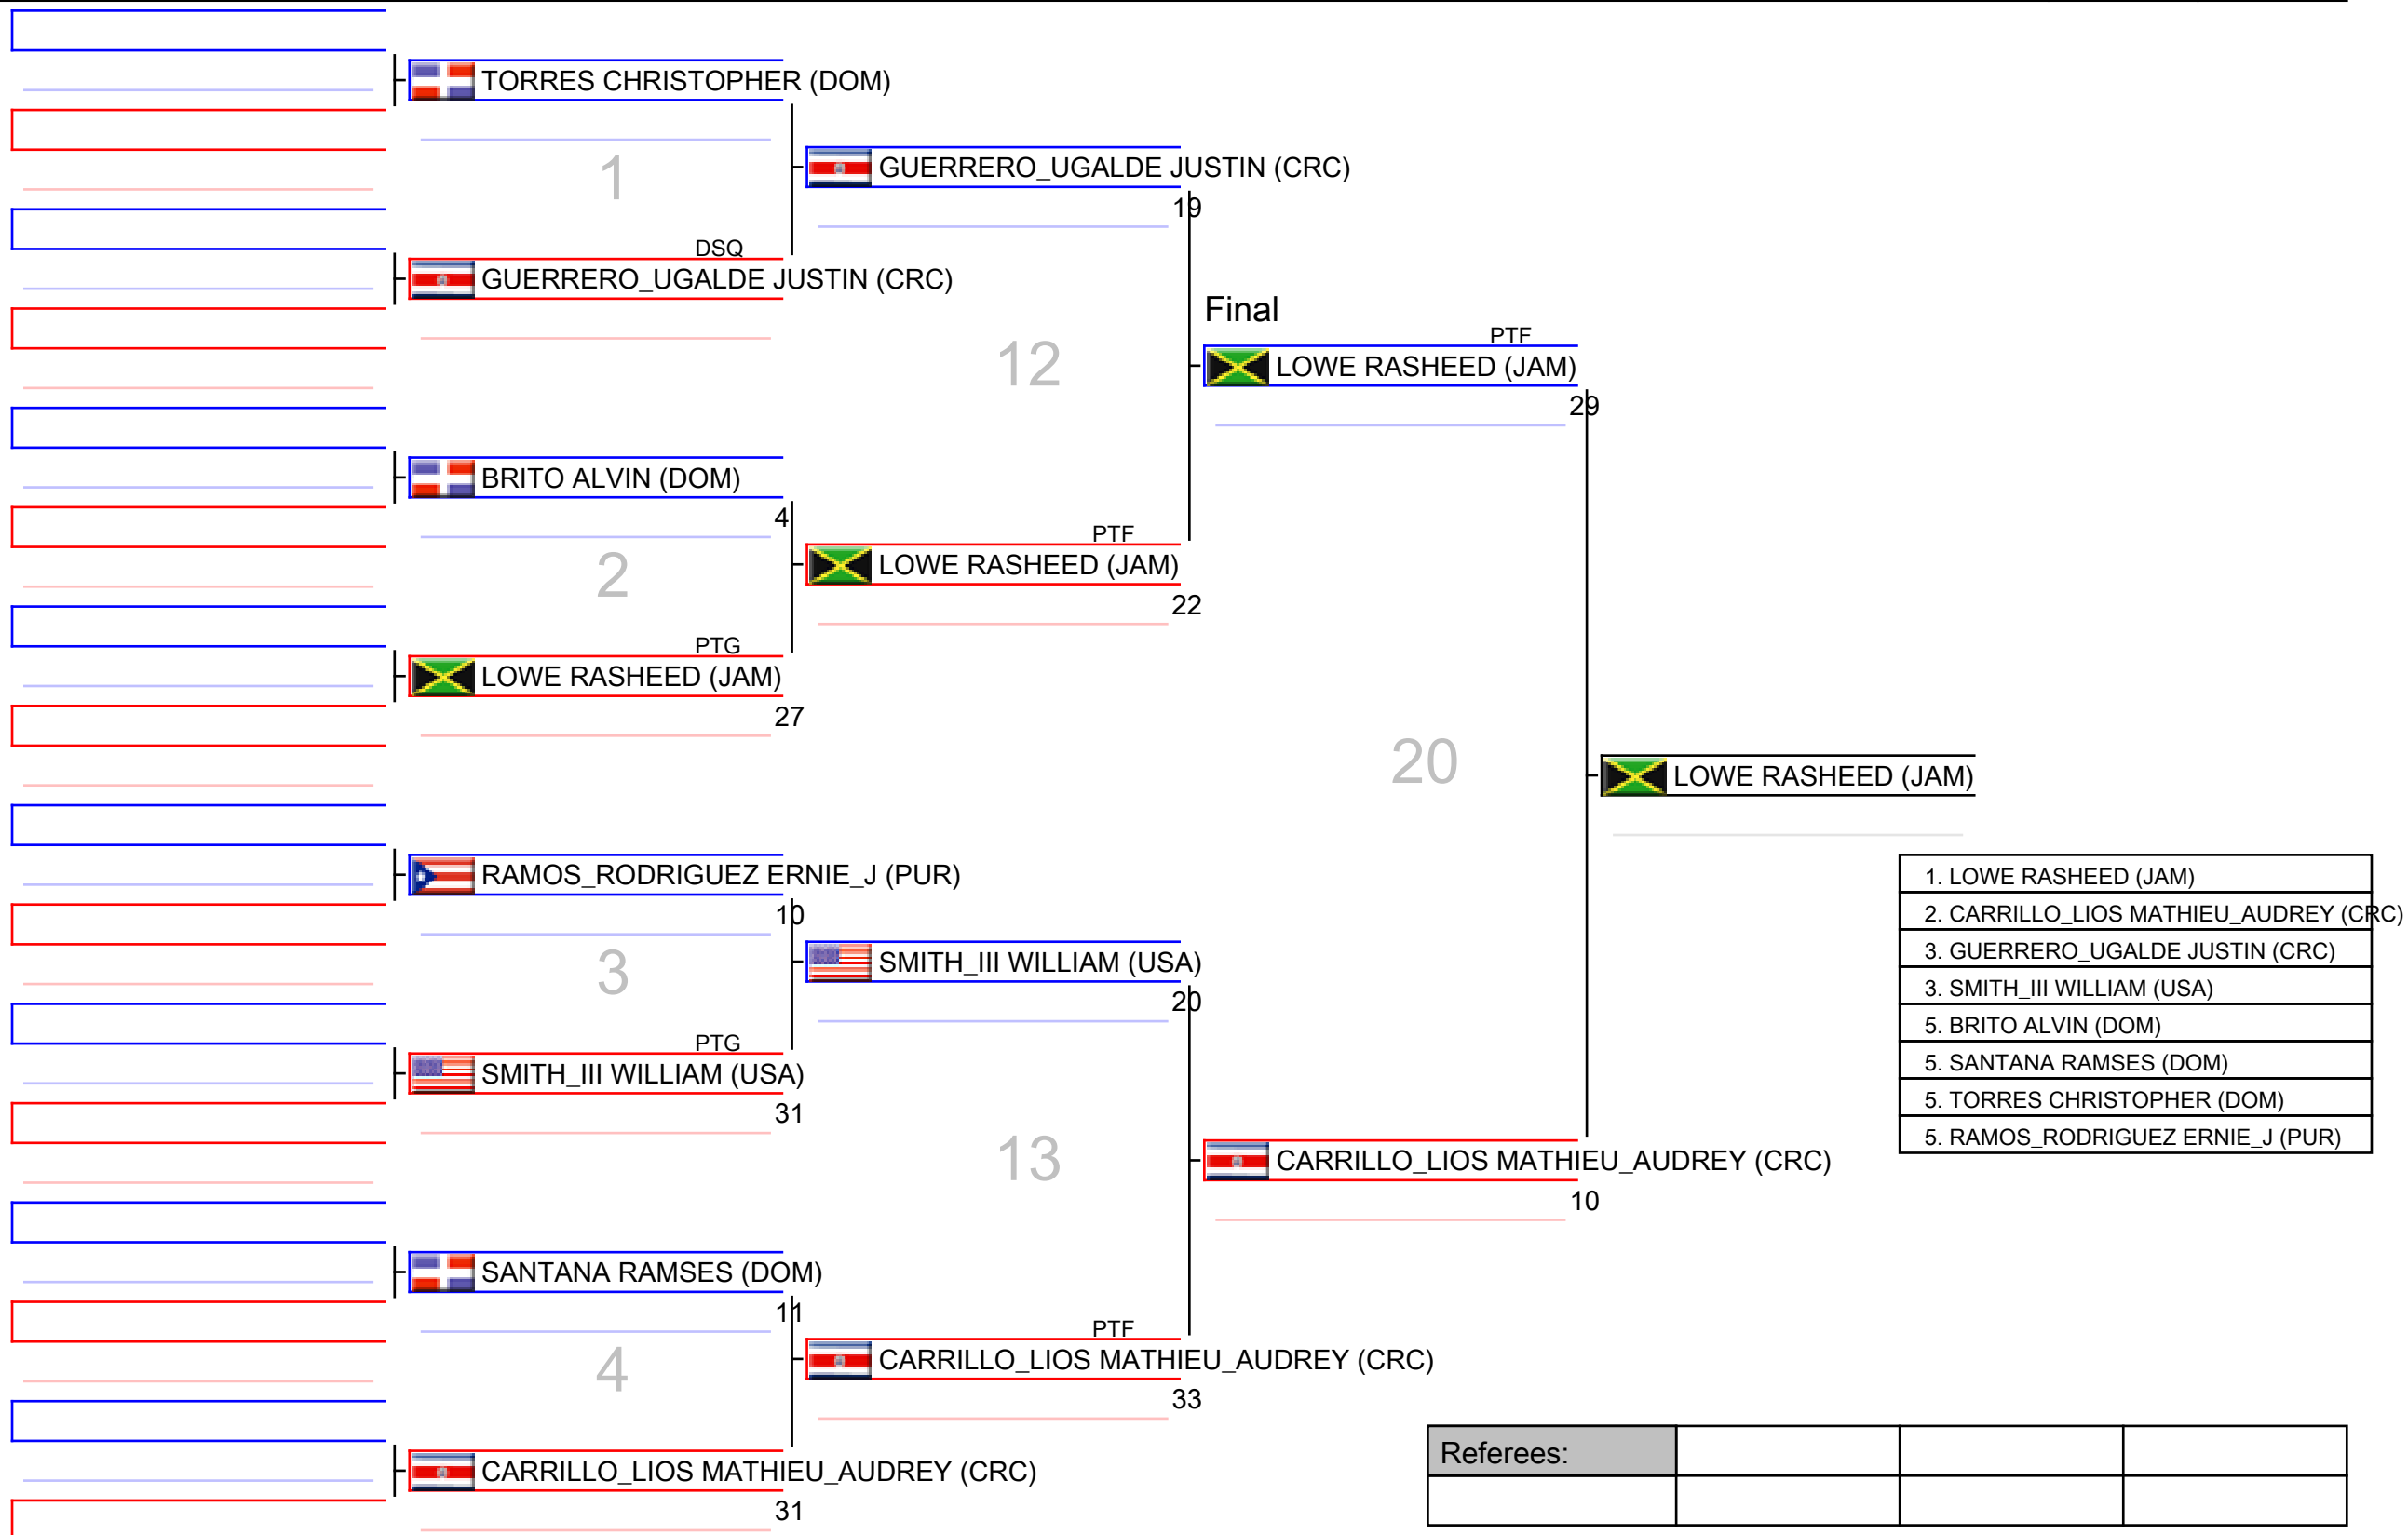 TORRES CHRISTOPHER (DOM)
1
GUERRERO_UGALDE JUSTIN (CRC)
19
DSQ
GUERRERO_UGALDE JUSTIN (CRC)
Final
12
PTF
LOWE RASHEED (JAM)
29
BRITO ALVIN (DOM)
4
2
PTF
LOWE RASHEED (JAM)
22
PTG
LOWE RASHEED (JAM)
27
20
LOWE RASHEED (JAM)
RAMOS_RODRIGUEZ ERNIE_J (PUR)
10
3
SMITH_III WILLIAM (USA)
20
PTG
SMITH_III WILLIAM (USA)
31
13
CARRILLO_LIOS MATHIEU_AUDREY (CRC)
10
1. LOWE RASHEED (JAM)
2. CARRILLO_LIOS MATHIEU_AUDREY (CRC)
3. GUERRERO_UGALDE JUSTIN (CRC)
3. SMITH_III WILLIAM (USA)
5. BRITO ALVIN (DOM)
5. SANTANA RAMSES (DOM)
5. TORRES CHRISTOPHER (DOM)
5. RAMOS_RODRIGUEZ ERNIE_J (PUR)
SANTANA RAMSES (DOM)
11
4
PTF
CARRILLO_LIOS MATHIEU_AUDREY (CRC)
33
CARRILLO_LIOS MATHIEU_AUDREY (CRC)
31
Referees: